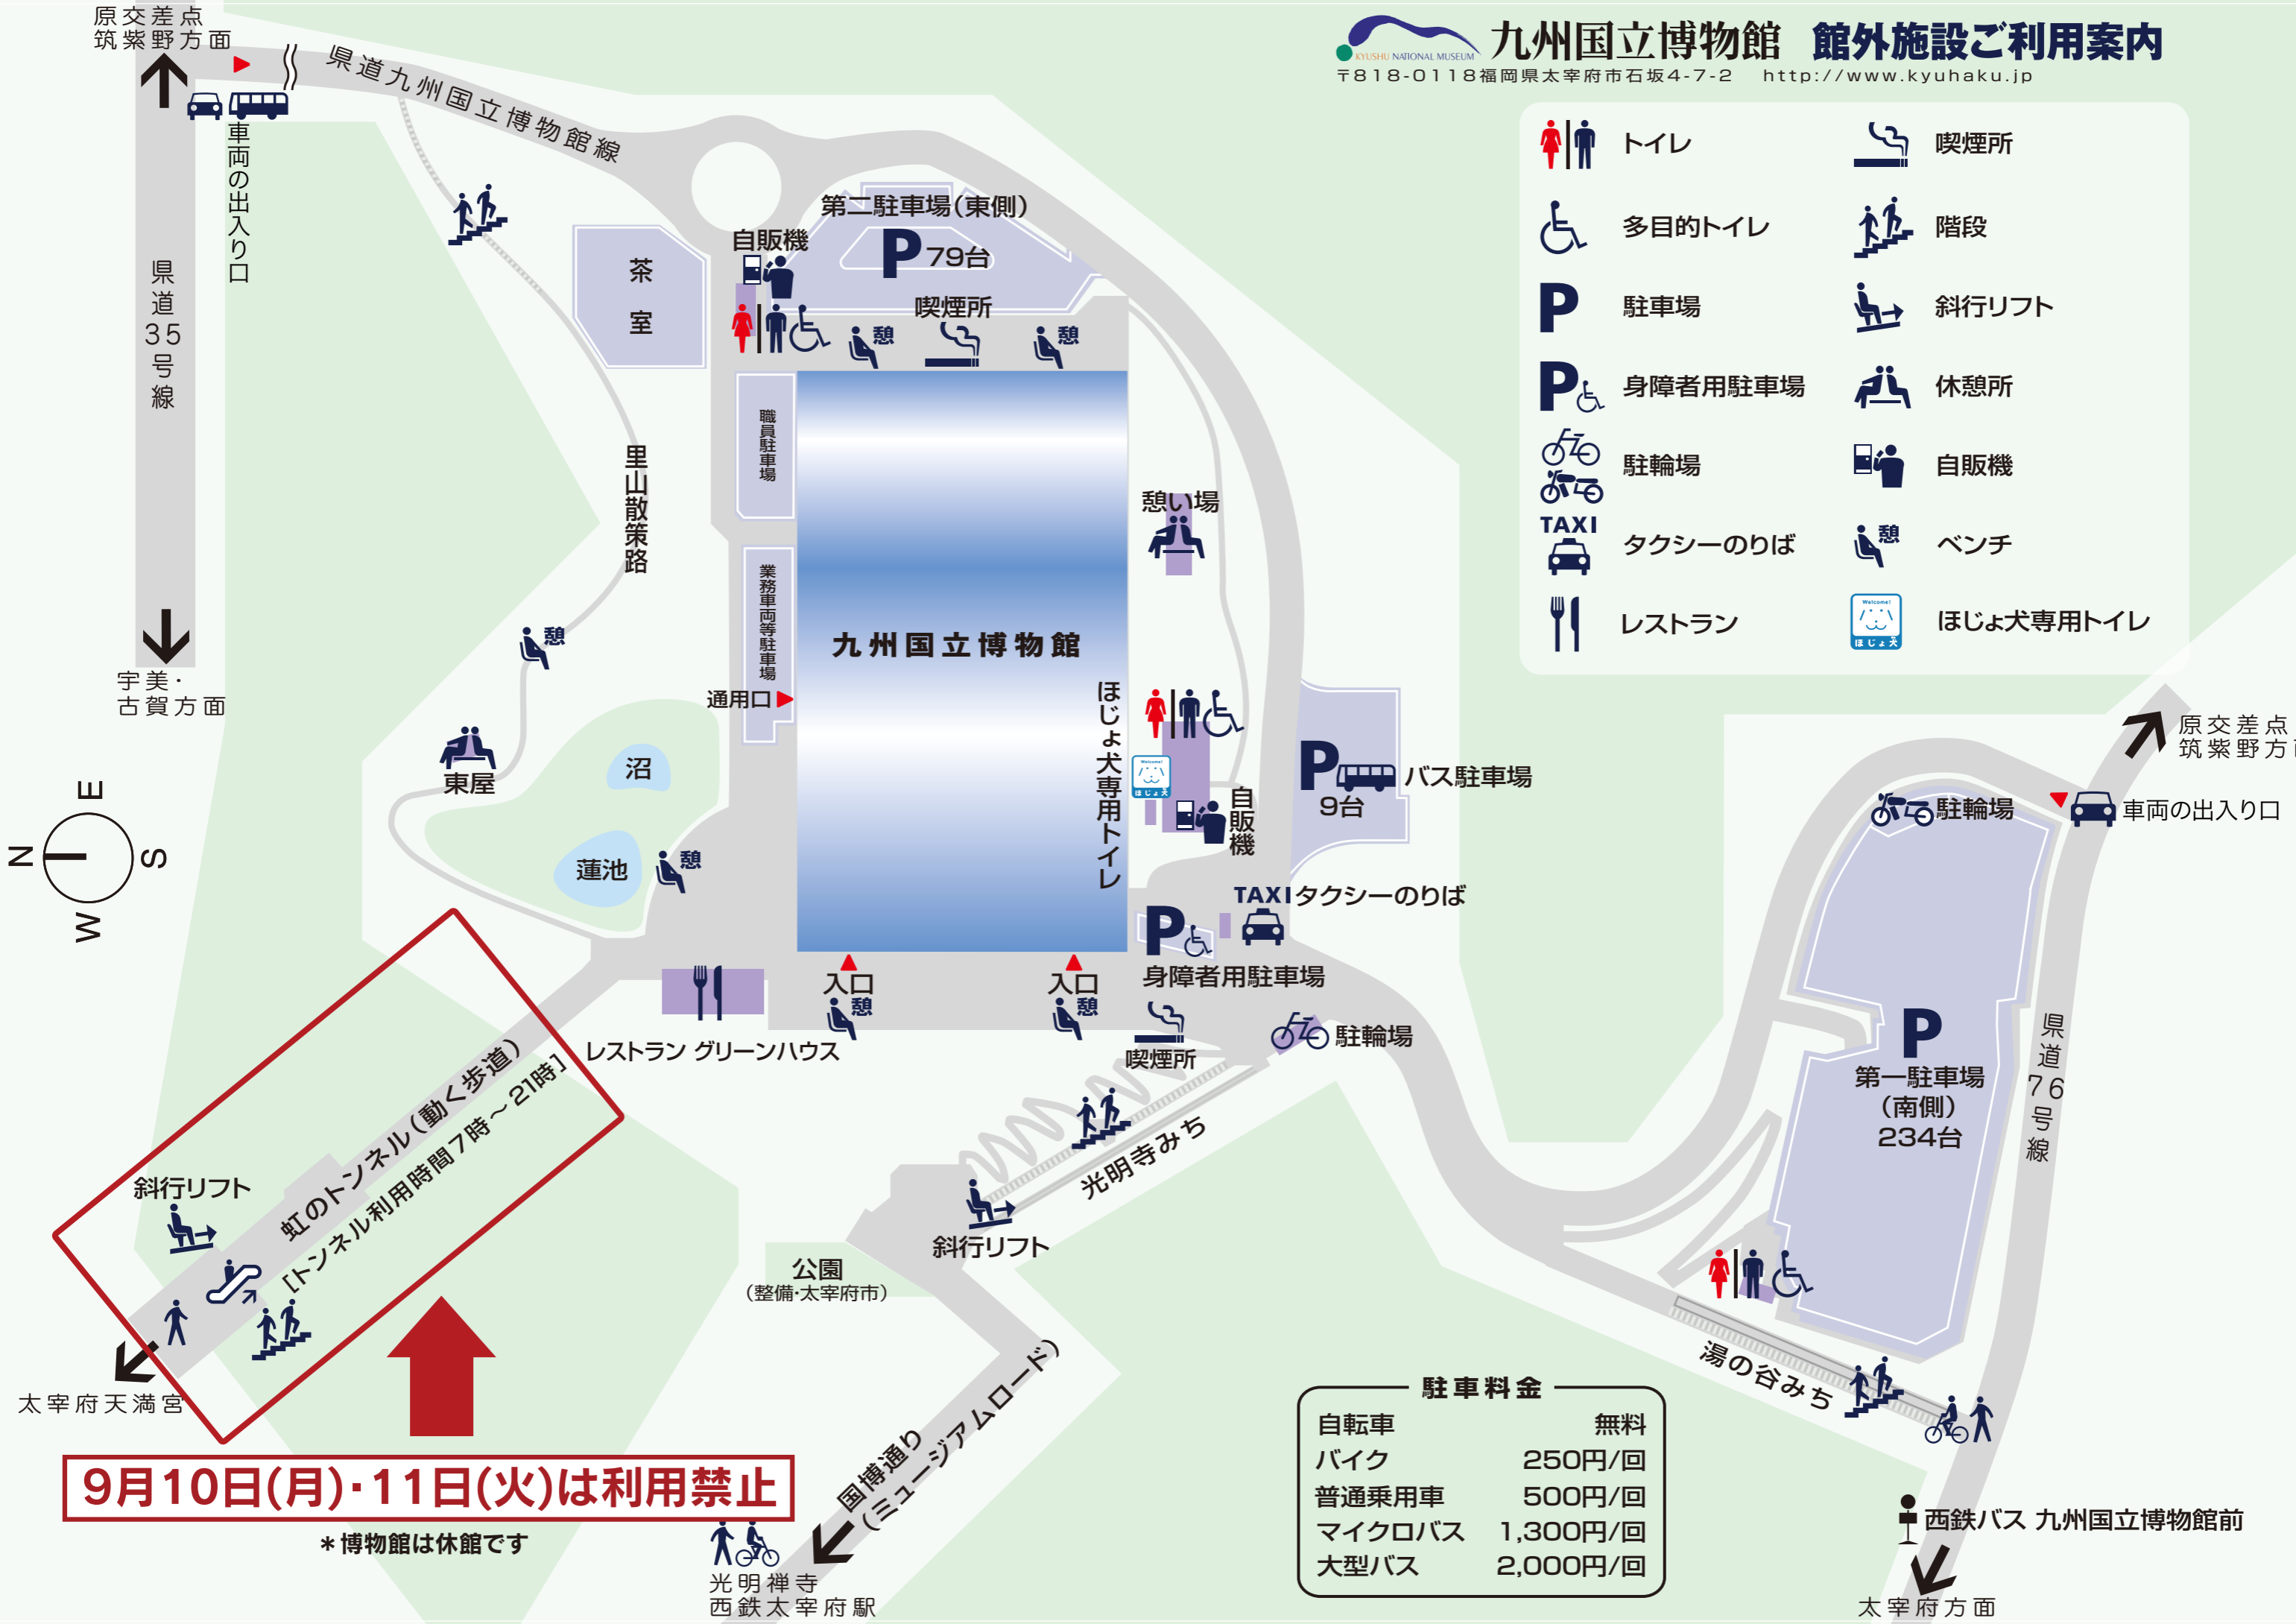 原交差点
筑紫野方面
県道九州国立博物館線
車両の出入り口
県道35号線
宇美・
古賀方面
KYUSHU NATIONAL MUSEUM
九州国立博物館 館外施設ご利用案内
〒818-0118福岡県太宰府市石坂4-7-2 http://www.kyuhaku.jp
トイレ
喫煙所
多目的トイレ
階段
P 駐車場
斜行リフト
P 身障者用駐車場
休憩所
駐輪場
自販機
TAXI
タクシーのりば
憩 ベンチ
レストラン
Welcome!
ほじょ犬
ほじょ犬専用トイレ
第二駐車場(東側)
P 79台
自販機
喫煙所
憩
憩
茶室
職員駐車場
里山散策路
業務車両等駐車場
憩い場
九州国立博物館
通用口
憩
東屋
沼
蓮池
憩
ほじょ犬専用トイレ
Welcome!
ほじょ犬
自販機
P
9台
バス駐車場
TAXI タクシーのりば
P
身障者用駐車場
入口
憩
入口
憩
喫煙所
駐輪場
レストラン グリーンハウス
E
N
S
W
虹のトンネル(動く歩道)
[トンネル利用時間7時~21時]
斜行リフト
太宰府天満宮
9月10日(月)・11日(火)は利用禁止
*博物館は休館です
光明寺みち
斜行リフト
公園
(整備・太宰府市)
国博通り
(ミュージアムロード)
光明禅寺
西鉄太宰府駅
原交差点
筑紫野方面
駐輪場
車両の出入り口
P
第一駐車場
(南側)
234台
県道76号線
湯の谷みち
駐車料金
自転車 無料
バイク 250円/回
普通乗用車 500円/回
マイクロバス 1,300円/回
大型バス 2,000円/回
西鉄バス 九州国立博物館前
太宰府方面